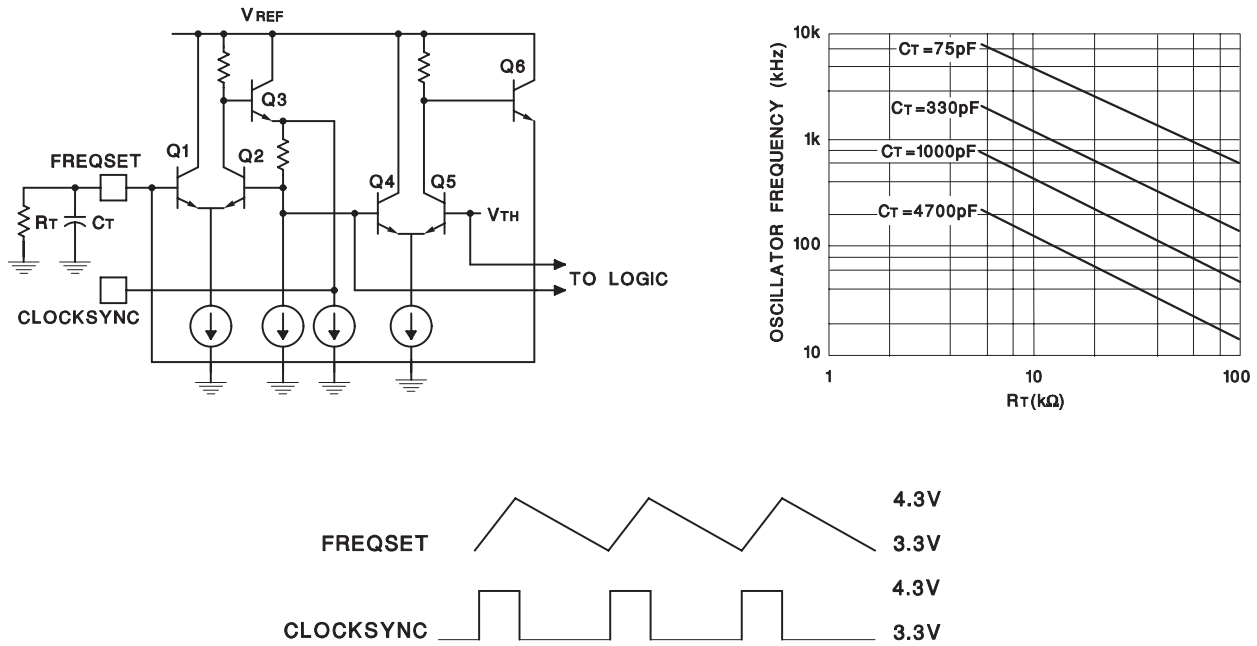 VREF
Q6
Q3
Q1
Q2
FREQSET
Q4
Q5
RT
CT
VTH
TO LOGIC
CLOCKSYNC
OSCILLATOR FREQUENCY (kHz)
10k
1k
100
10
CT=75pF
CT=330pF
CT=1000pF
CT=4700pF
1
10
100
RT(kΩ)
FREQSET
4.3V
3.3V
CLOCKSYNC
4.3V
3.3V